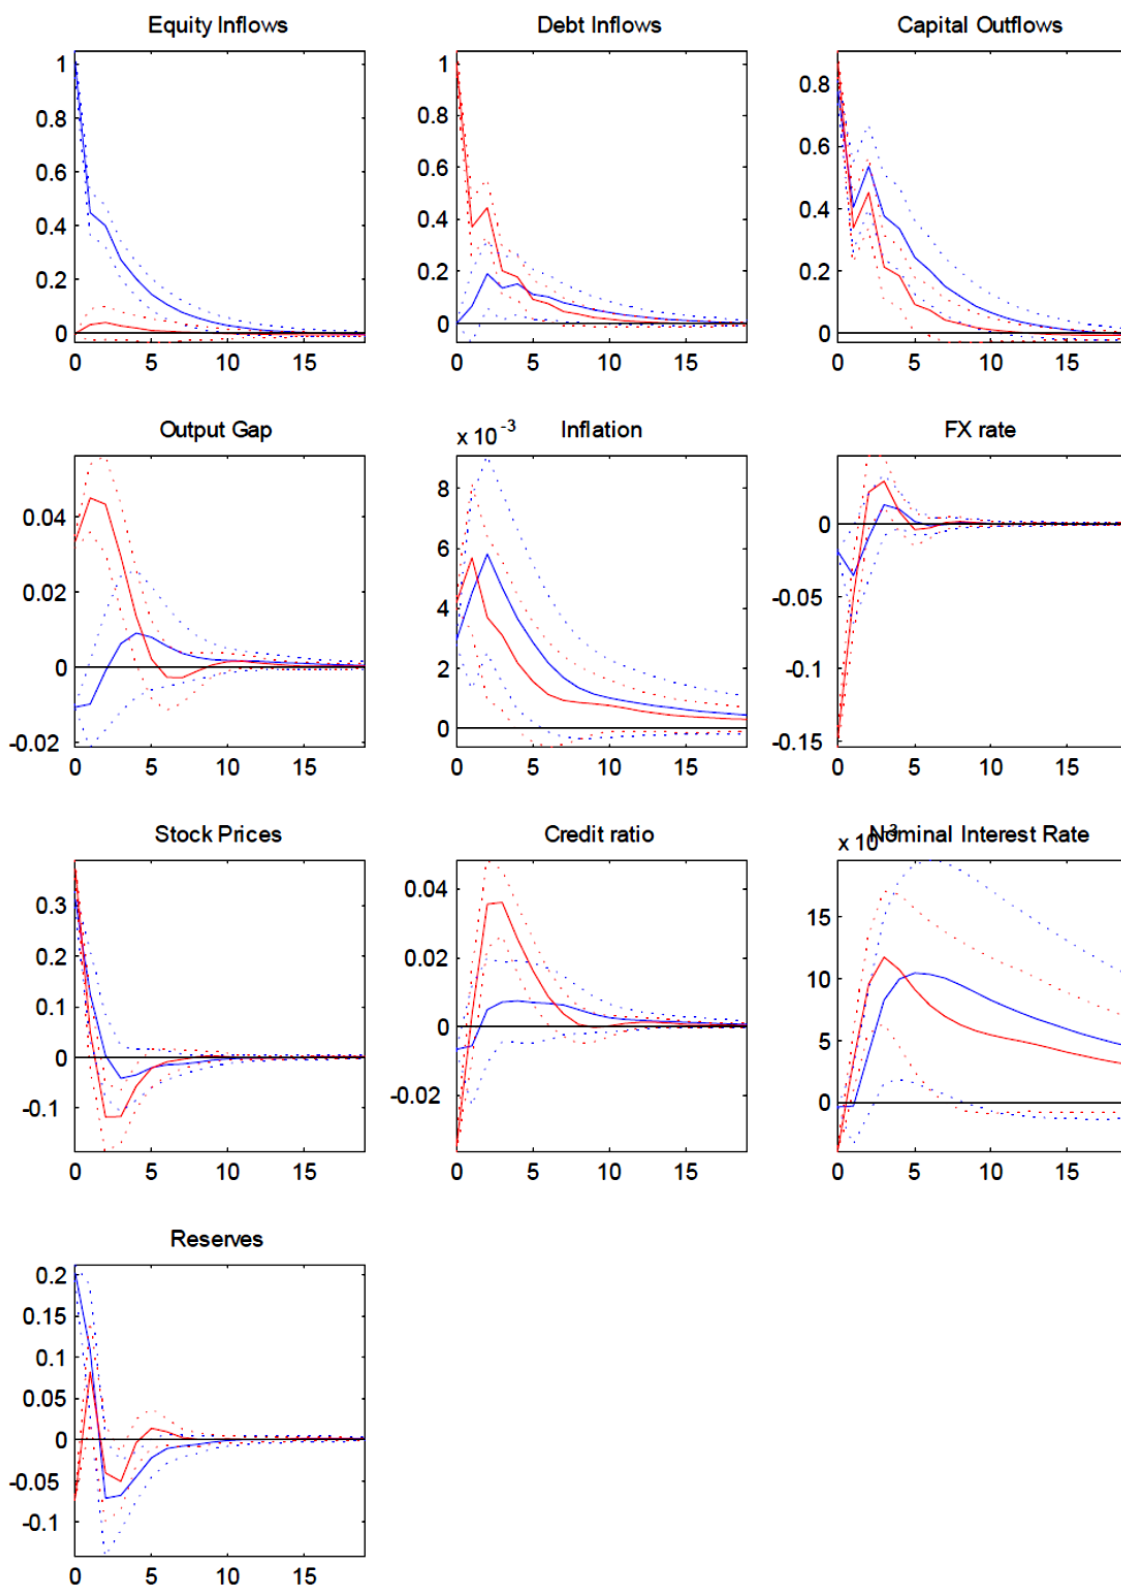 Equity Inflows Debt Inflows Capital Outflows
1 1 0.8
0.8 0.8 0.6
0.6 0.6 0.4
0.4 0.4 0.2
0.2 0.2 0
0 0
0 5 10 15 0 5 10 15 0 5 10 15
Output Gap x 10-3 Inflation FX rate
0.04 8 0
0.02 6 -0.05
0 4 -0.1
-0.02 2 -0.15
0
0 5 10 15 0 5 10 15 0 5 10 15
Stock Prices Credit ratio x 10-3 Nominal Interest Rate
0.3 0.04 15
0.2 0.02 10
0.1 0 5
0 -0.02 0
-0.1
0 5 10 15 0 5 10 15 0 5 10 15
Reserves
0.2
0.15
0.1
0.05
0
-0.05
-0.1
0 5 10 15